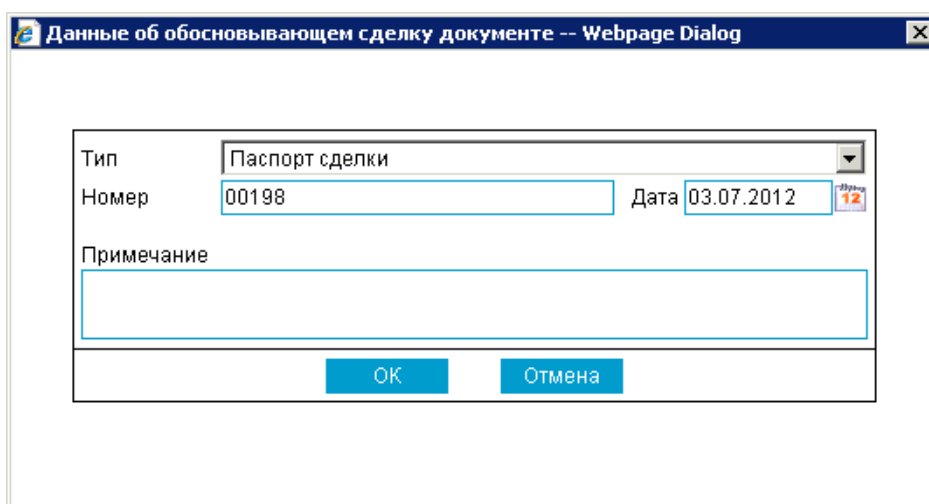 Данные об обосновывающем сделку документе -- Webpage Dialog
Тип Паспорт сделки
Номер 00198 Дата 03.07.2012 12
Примечание
ОК Отмена